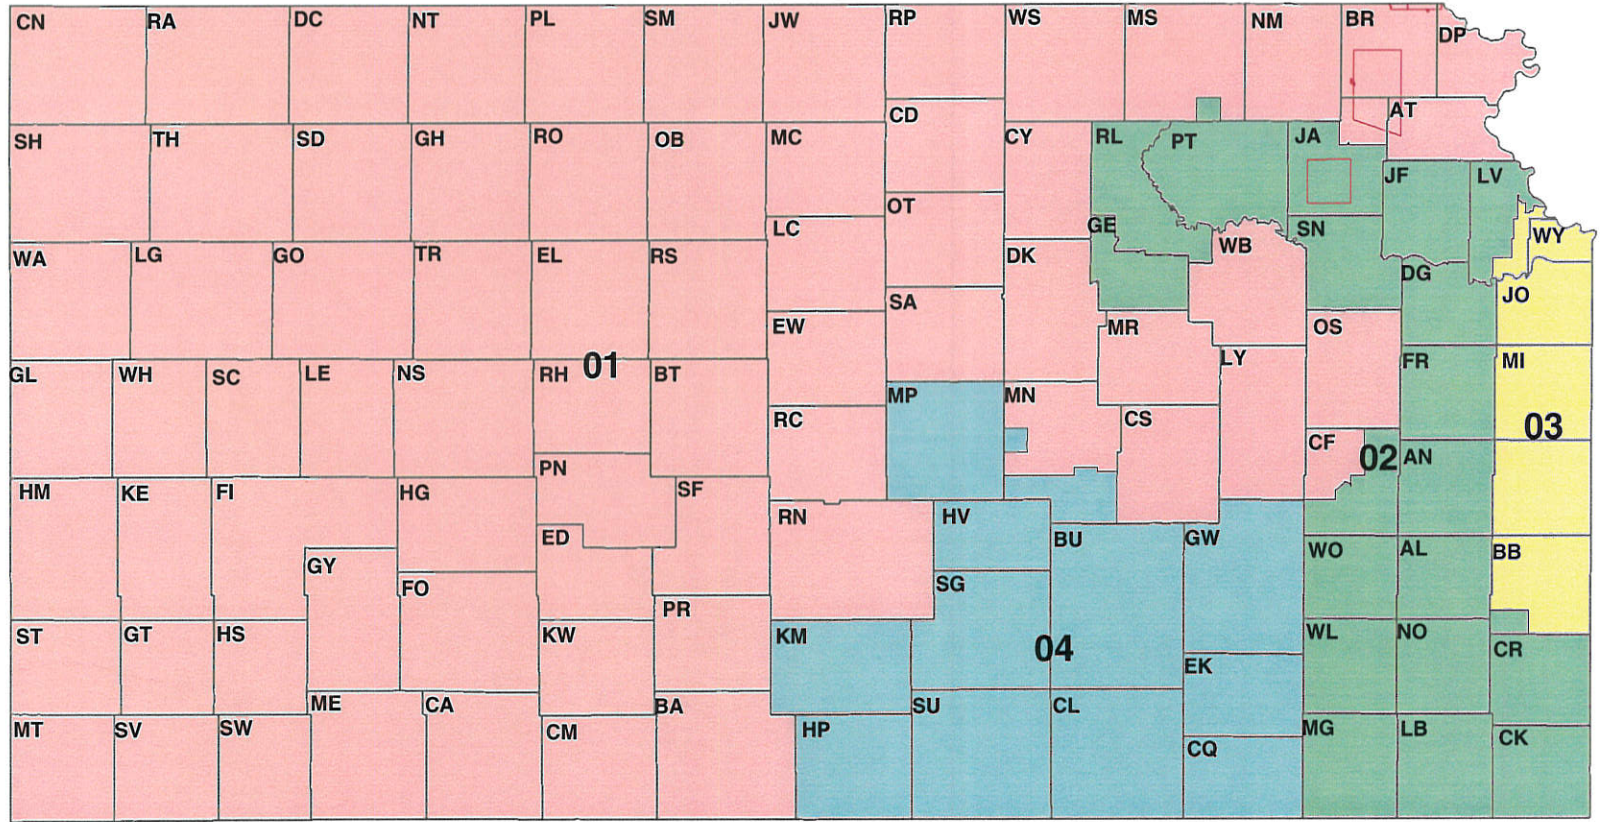 CN RA DC NT PL SM JW RP WS MS NM BR DP
CD AT
SH TH SD GH RO OB MC CY RL PT JA
JF LV
OT
LC GE SN WY
WB
WA LG GO TR EL RS DK
DG
SA JO
EW MR OS
GL WH SC LE NS RH 01 BT LY FR MI
MP MN
RC CS 03
CF 02 AN
PN
HM KE FI HG SF
RN HV
ED BU GW
WO AL BB
GY
FO SG
PR
ST GT HS KW KM 04 WL NO
CR
EK
ME CA BA SU CL
MT SV SW CM HP MG LB CK
CQ